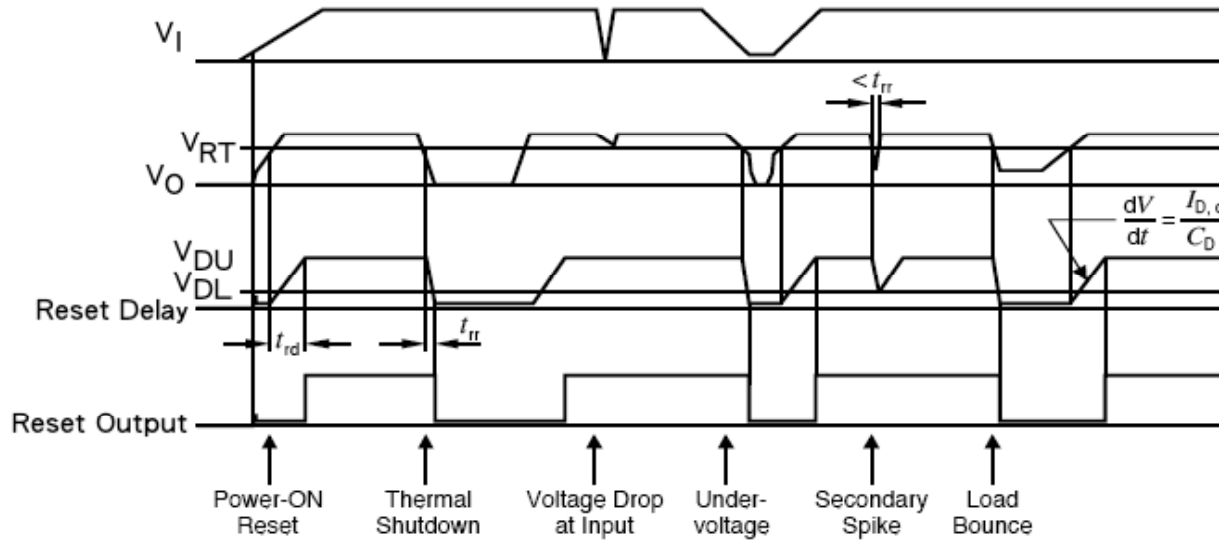 V_I
< t_rr
V_RT
V_O
V_DU
V_DL
Reset Delay
dV/dt = I_D, / C_D
t_rd
t_rr
Reset Output
Power-ON
Reset
Thermal
Shutdown
Voltage Drop
at Input
Under-
voltage
Secondary
Spike
Load
Bounce